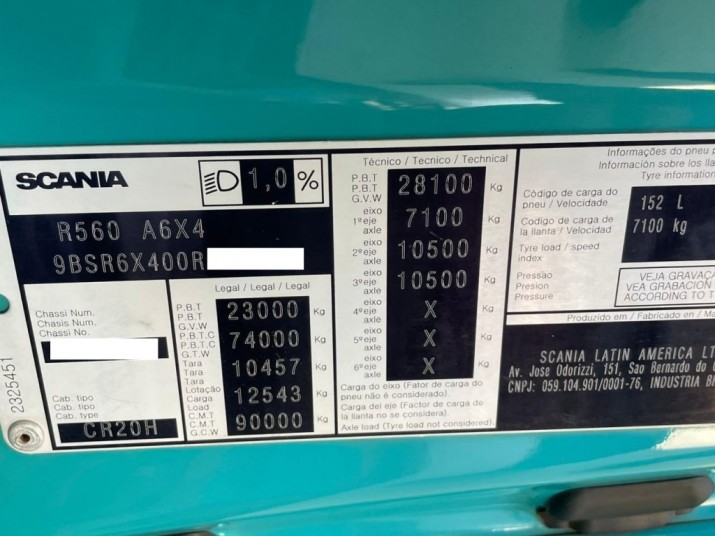 SCANIA
1,0 %
R560 A6X4
9BSR6X400R
Chassi Num.
Chasis Num.
Chassi No.
Cab. tipo
Cab. tipo
Cab. type
CR20H
2325451
Legal / Legal / Legal
P.B.T
P.B.T
G.V.W
23000 Kg
P.B.T.C
P.B.T.C
G.T.W
74000 Kg
Tara
Tara
Tara
10457 Kg
Lotação
Carga
Load
12543 Kg
C.M.T
C.M.T
G.C.W
90000 Kg
Técnico / Tecnico / Technical
P.B.T
P.B.T
G.V.W
28100 Kg
eixo
1º eje
axle
7100 Kg
eixo
2º eje
axle
10500 Kg
eixo
3º eje
axle
10500 Kg
eixo
4º eje
axle
X Kg
eixo
5º eje
axle
X Kg
eixo
6º eje
axle
X Kg
Carga do eixo (Fator de carga do
pneu não é considerado).
Carga del eje (Factor de carga de
la llanta no se considera).
Axle load (Tyre load not considered).
Informações do pneu
Información sobre los
Tyre information
Código de carga do
pneu / Velocidade
Codigo de carga de
la llanta / Velocidad
Tyre load / speed
index
152 L
7100 kg
Pressão
Presion
Pressure
VEJA GRAVAÇ
VEA GRABACION
ACCORDING TO T
Produzido em / Fabricado en / Ma
SCANIA LATIN AMERICA LT
Av. Jose Odorizzi, 151, Sao Bernardo do
CNPJ: 059.104.901/0001-76, INDUSTRIA B